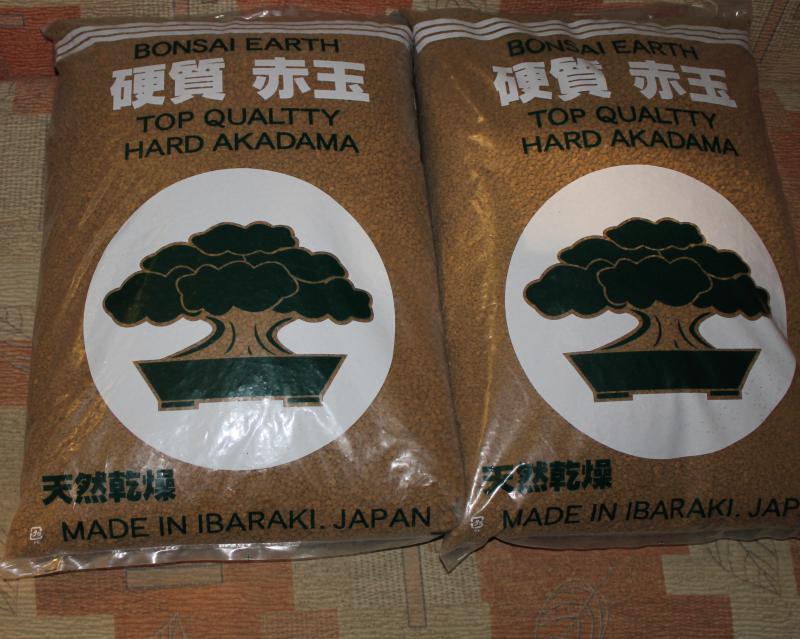 BONSAI EARTH
硬質 赤玉
TOP QUALTTY
HARD AKADAMA
天然乾燥
MADE IN IBARAKI. JAPAN
BONSAI EARTH
硬質 赤玉
TOP QUALTTY
HARD AKADAMA
天然乾燥
MADE IN IBARAKI. JAP